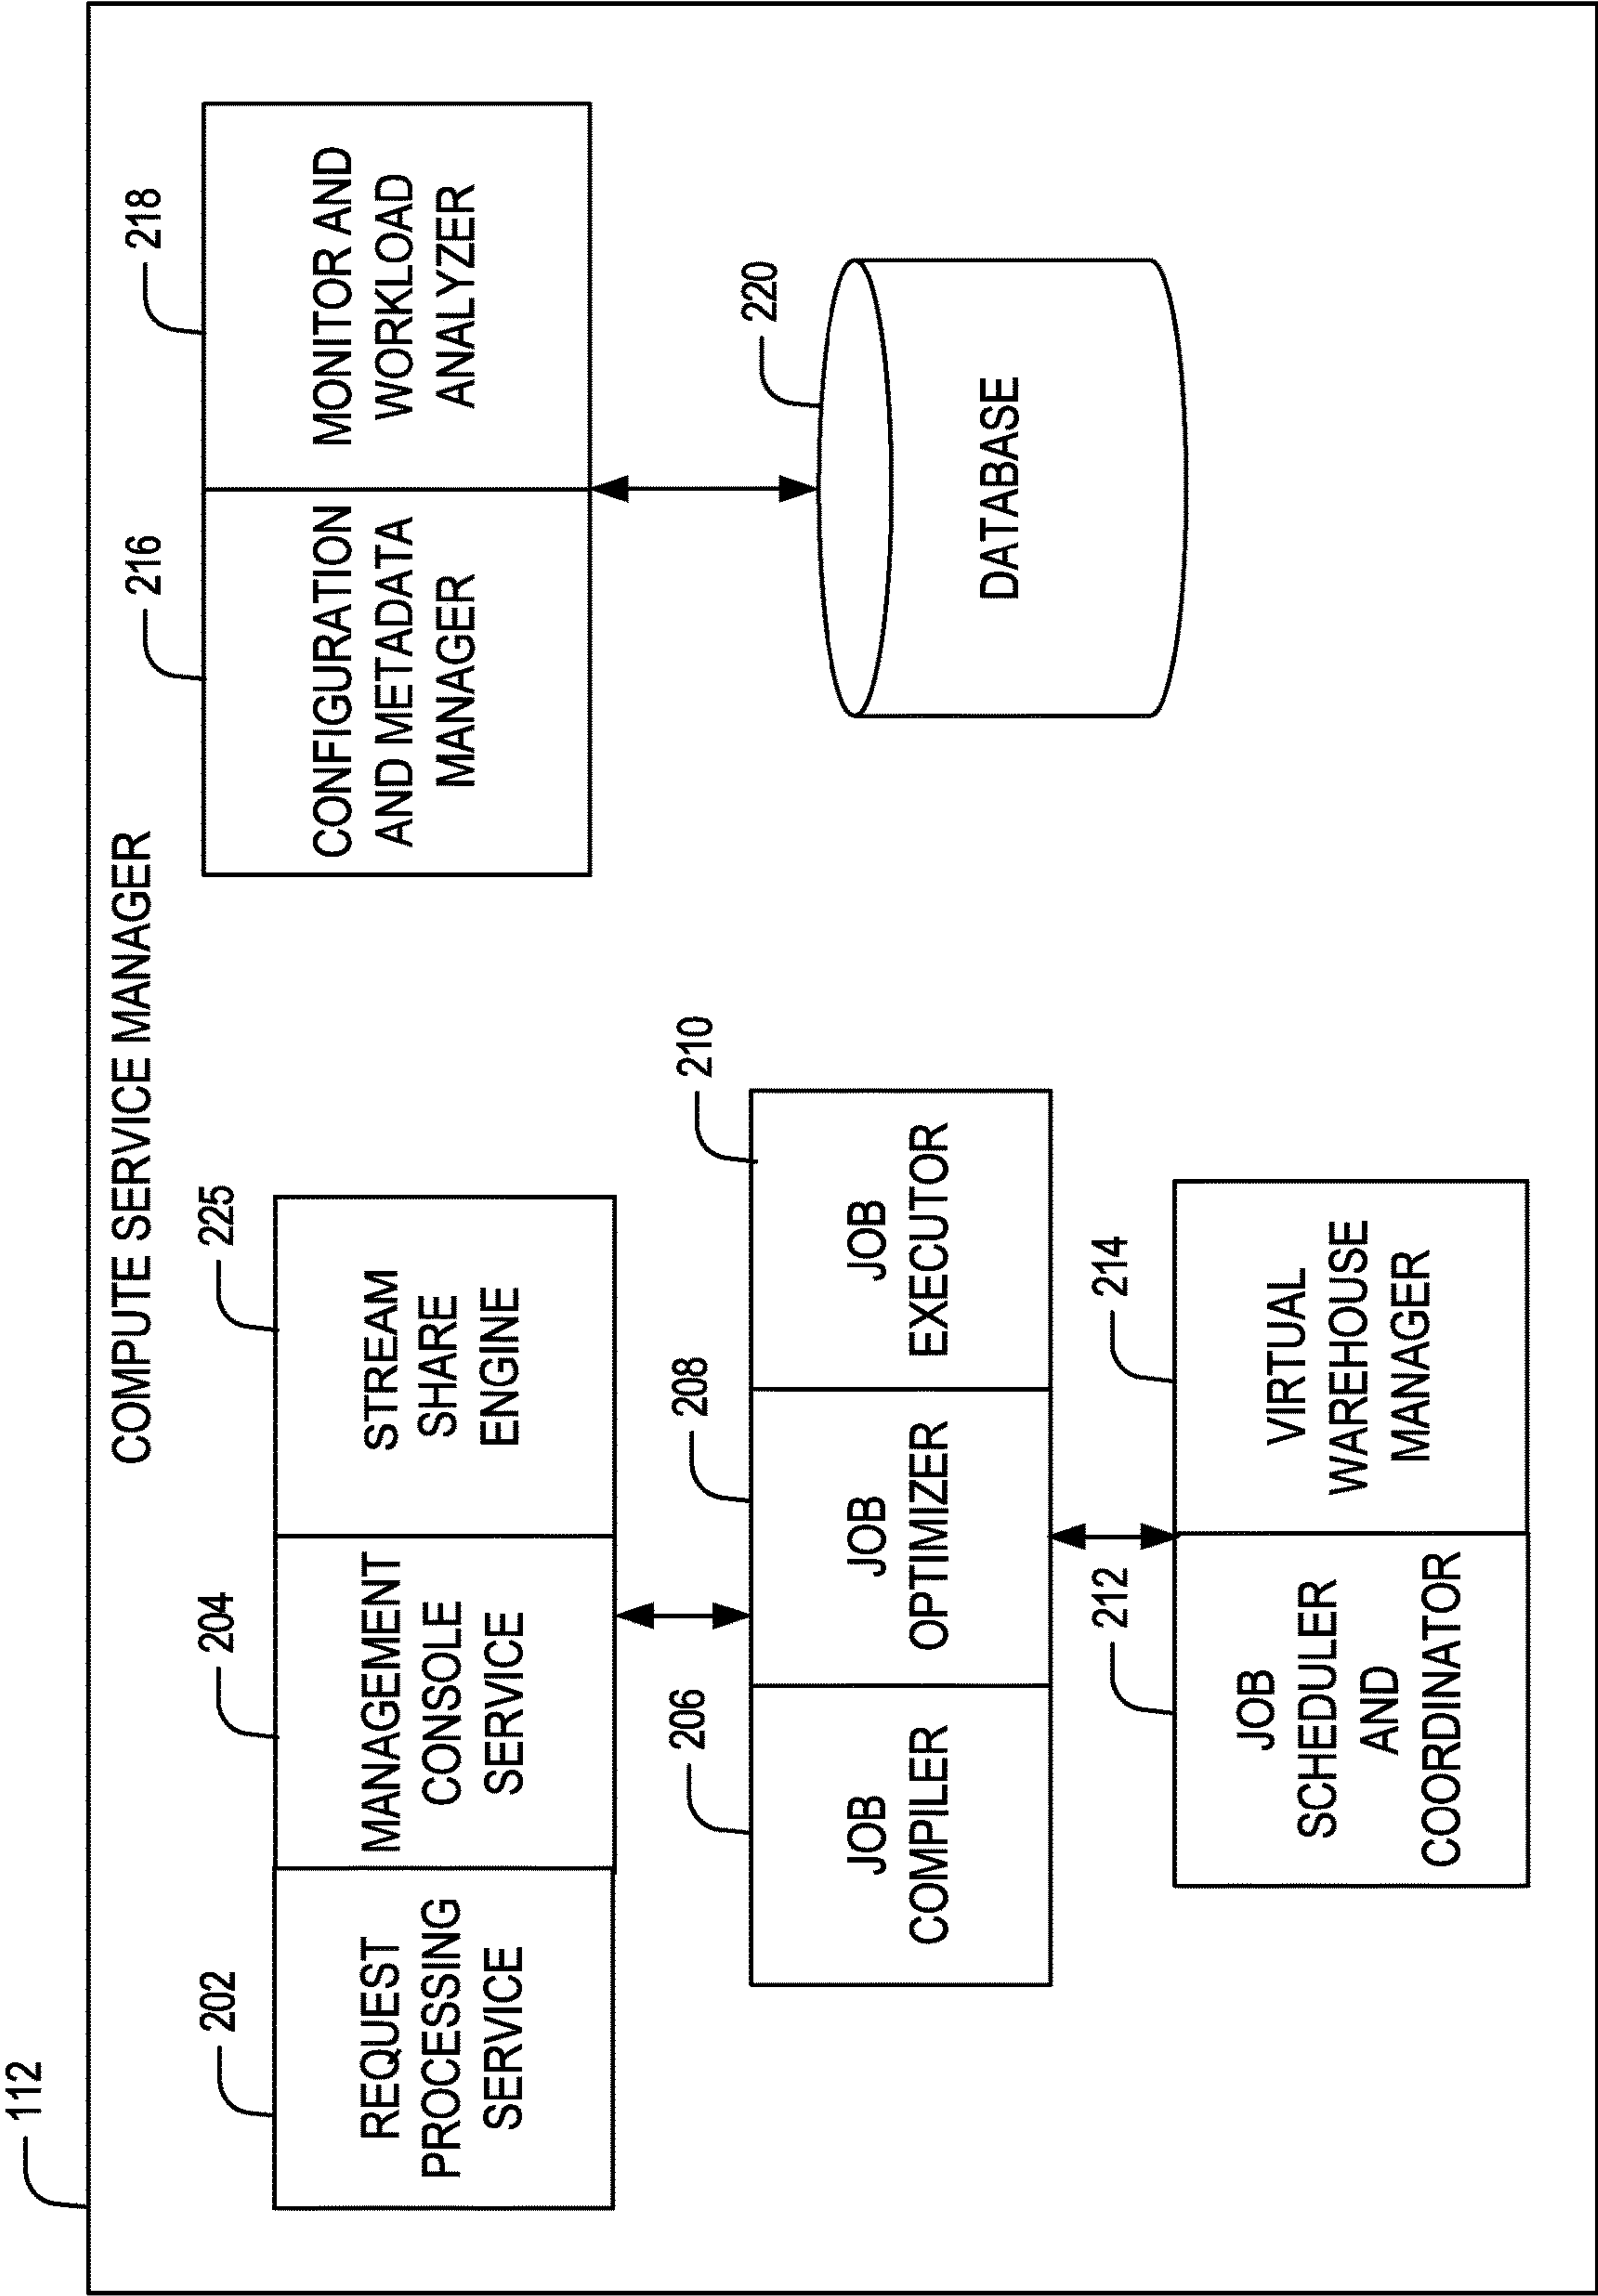 112
COMPUTE SERVICE MANAGER
202
REQUEST
PROCESSING
SERVICE
204
MANAGEMENT
CONSOLE
SERVICE
225
STREAM
SHARE
ENGINE
206
JOB
COMPILER
208
JOB
OPTIMIZER
210
JOB
EXECUTOR
212
JOB
SCHEDULER
AND
COORDINATOR
214
VIRTUAL
WAREHOUSE
MANAGER
216
CONFIGURATION
AND METADATA
MANAGER
218
MONITOR AND
WORKLOAD
ANALYZER
220
DATABASE